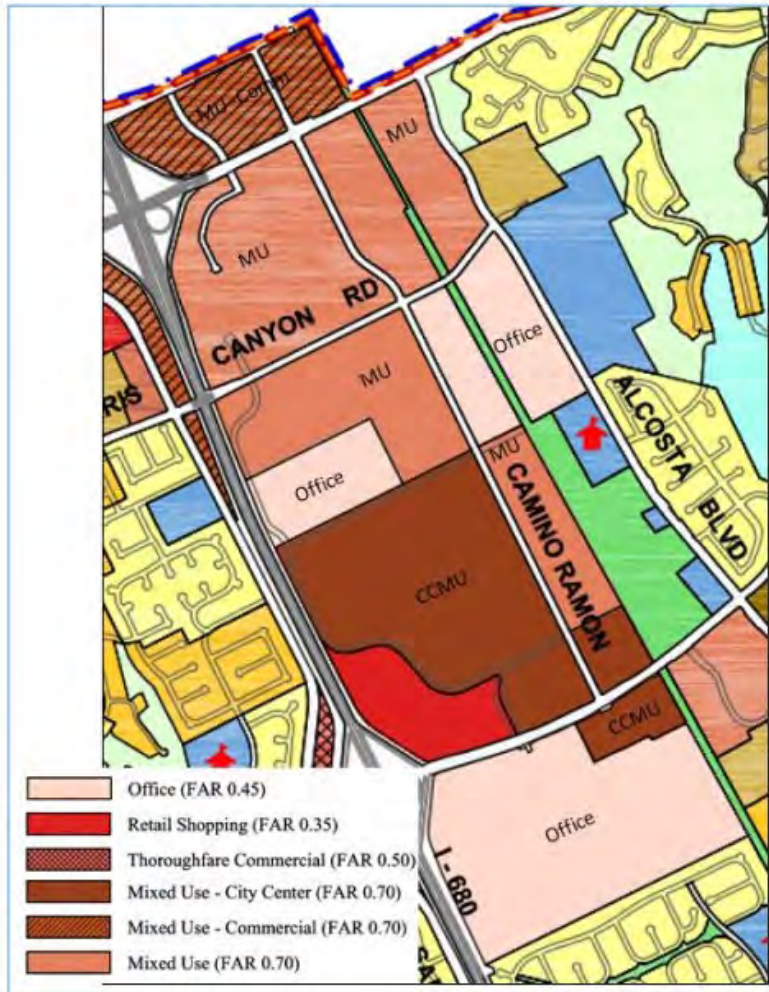 MU-Comm
MU
MU
CANYON RD
Office
MU
RIS
MU
Office
ALCOSTA BLVD
CAMINO RAMON
CCMU
CCMU
Office
I-680
Office (FAR 0.45)
Retail Shopping (FAR 0.35)
Thoroughfare Commercial (FAR 0.50)
Mixed Use - City Center (FAR 0.70)
Mixed Use - Commercial (FAR 0.70)
Mixed Use (FAR 0.70)